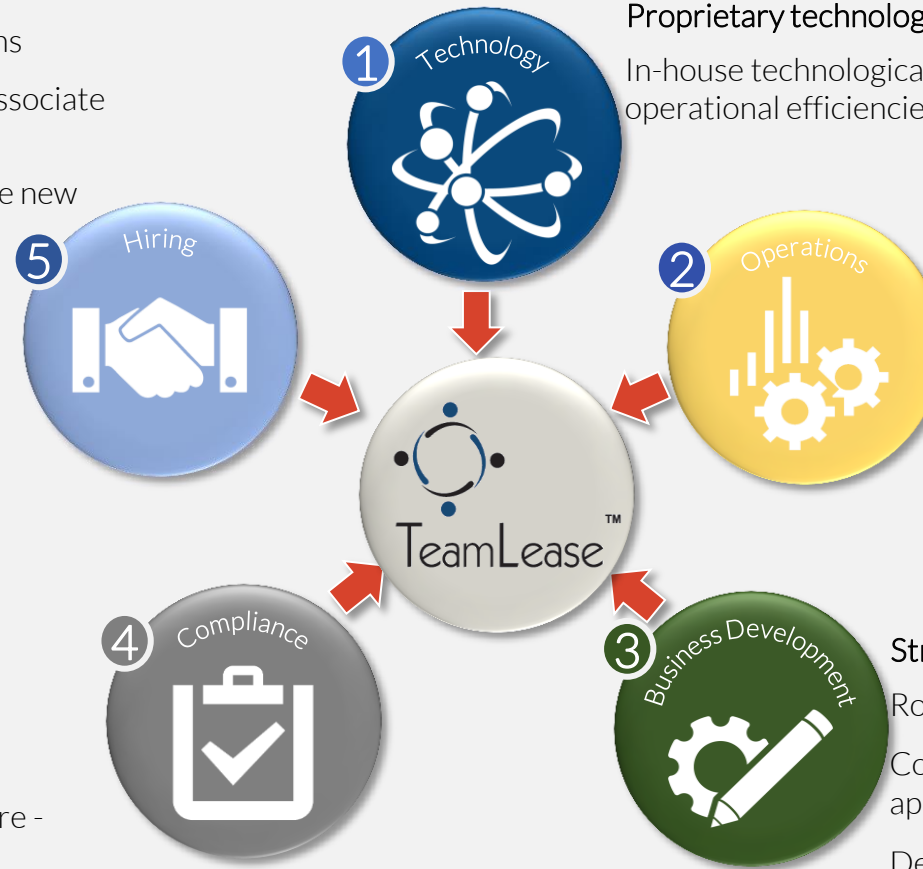 Proprietary technolog
In-house technologica
operational efficiencie
1
Technology
ns
ssociate
e new
5
Hiring
2
Operations
TeamLease
TM
4
Compliance
3
Business Development
re -
Str
Ro
Co
ap
De